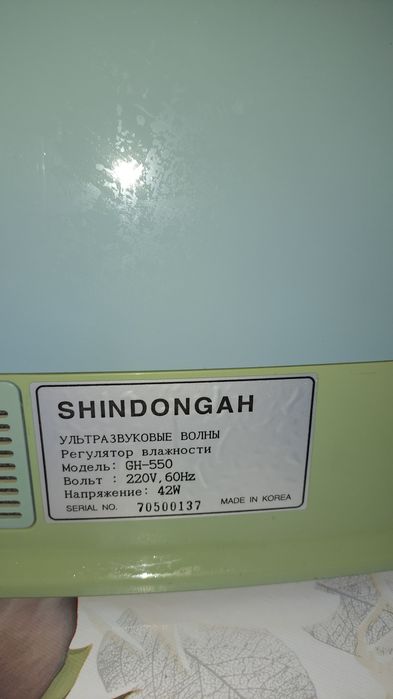 SHINDONGAH
УЛЬТРАЗВУКОВЫЕ ВОЛНЫ
Регулятор влажности
Модель: GH-550
Вольт : 220V,60Hz
Напряжение: 42W
SERIAL NO. 70500137 MADE IN KOREA